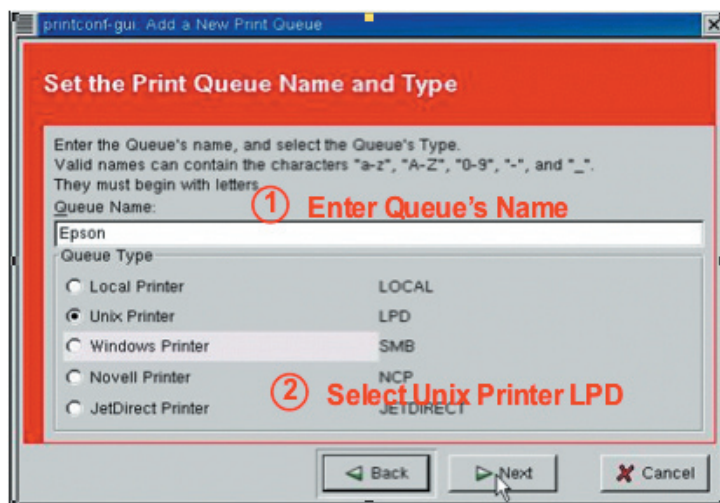 printconf-gui: Add a New Print Queue
Set the Print Queue Name and Type
Enter the Queue's name, and select the Queue's Type.
Valid names can contain the characters "a-z", "A-Z", "0-9", "-", and "_".
They must begin with letters.
Queue Name:
① Enter Queue's Name
Epson
Queue Type
Local Printer LOCAL
Unix Printer LPD
Windows Printer SMB
Novell Printer NCP
② Select Unix Printer LPD
JetDirect Printer JETDIRECT
Back Next Cancel